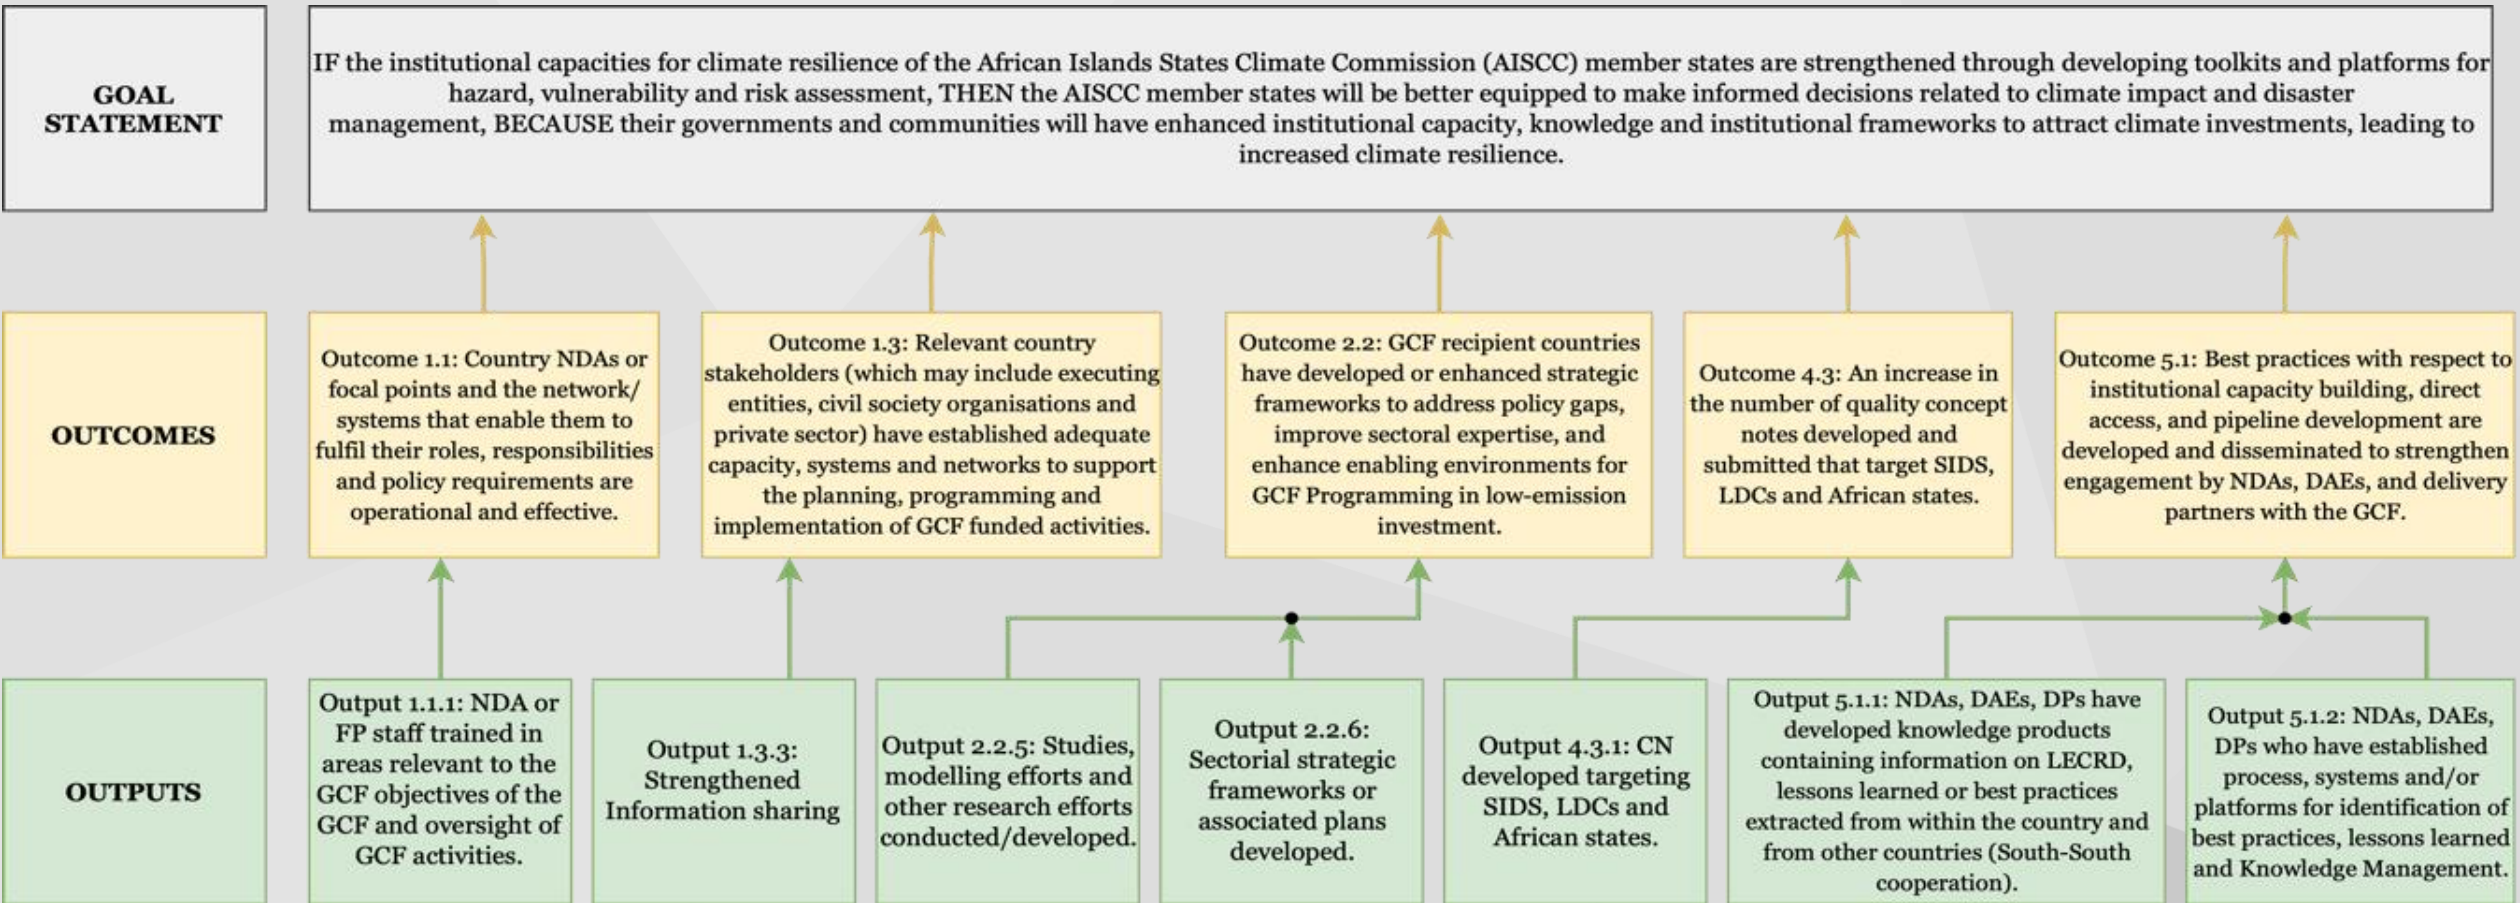 GOAL
STATEMENT
IF the institutional capacities for climate resilience of the African Islands States Climate Commission (AISCC) member states are strengthened through developing toolkits and platforms for
hazard, vulnerability and risk assessment, THEN the AISCC member states will be better equipped to make informed decisions related to climate impact and disaster
management, BECAUSE their governments and communities will have enhanced institutional capacity, knowledge and institutional frameworks to attract climate investments, leading to
increased climate resilience.
OUTCOMES
Outcome 1.1: Country NDAs or
focal points and the network/
systems that enable them to
fulfil their roles, responsibilities
and policy requirements are
operational and effective.
Outcome 1.3: Relevant country
stakeholders (which may include executing
entities, civil society organisations and
private sector) have established adequate
capacity, systems and networks to support
the planning, programming and
implementation of GCF funded activities.
Outcome 2.2: GCF recipient countries
have developed or enhanced strategic
frameworks to address policy gaps,
improve sectoral expertise, and
enhance enabling environments for
GCF Programming in low-emission
investment.
Outcome 4.3: An increase in
the number of quality concept
notes developed and
submitted that target SIDS,
LDCs and African states.
Outcome 5.1: Best practices with respect to
institutional capacity building, direct
access, and pipeline development are
developed and disseminated to strengthen
engagement by NDAs, DAEs, and delivery
partners with the GCF.
OUTPUTS
Output 1.1.1: NDA or
FP staff trained in
areas relevant to the
GCF objectives of the
GCF and oversight of
GCF activities.
Output 1.3.3:
Strengthened
Information sharing
Output 2.2.5: Studies,
modelling efforts and
other research efforts
conducted/developed.
Output 2.2.6:
Sectorial strategic
frameworks or
associated plans
developed.
Output 4.3.1: CN
developed targeting
SIDS, LDCs and
African states.
Output 5.1.1: NDAs, DAEs, DPs have
developed knowledge products
containing information on LECRD,
lessons learned or best practices
extracted from within the country and
from other countries (South-South
cooperation).
Output 5.1.2: NDAs, DAEs,
DPs who have established
process, systems and/or
platforms for identification of
best practices, lessons learned
and Knowledge Management.